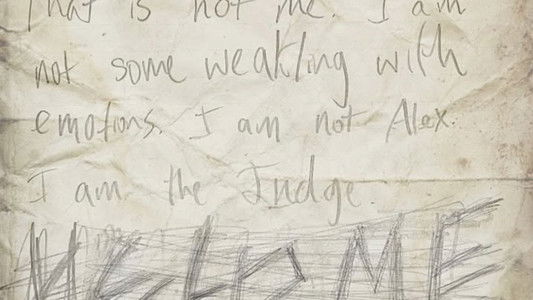 That is not me. I am
not some weakling with
emotions. I am not Alex.
I am the Judge.
HELP ME